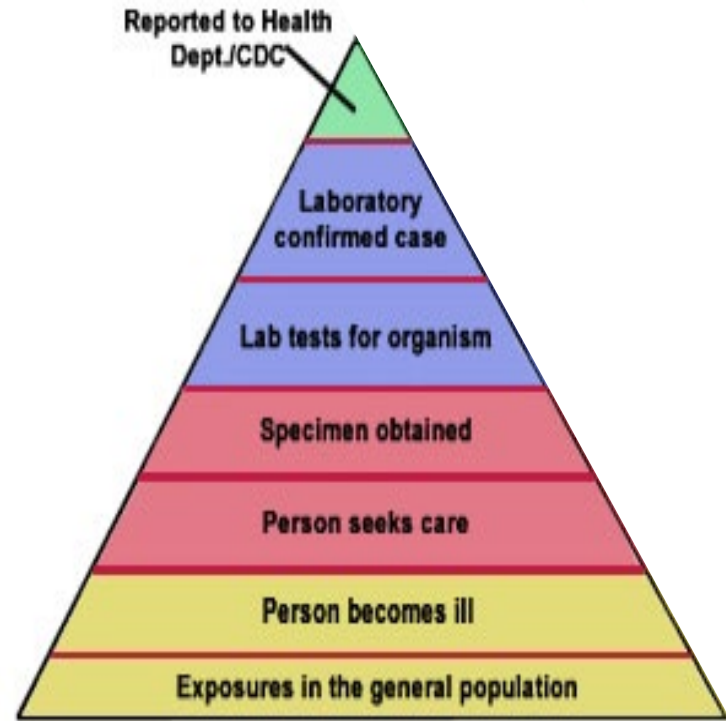 Reported to Health
Dept./CDC
Laboratory
confirmed case
Lab tests for organism
Specimen obtained
Person seeks care
Person becomes ill
Exposures in the general population